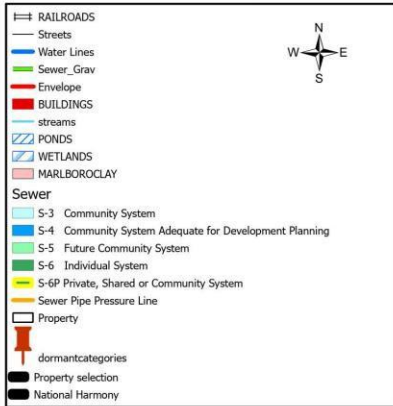 RAILROADS
Streets
Water Lines
Sewer_Grav
Envelope
BUILDINGS
streams
PONDS
WETLANDS
MARLBOROCLAY
Sewer
S-3 Community System
S-4 Community System Adequate for Development Planning
S-5 Future Community System
S-6 Individual System
S-6P Private, Shared or Community System
Sewer Pipe Pressure Line
Property
dormantcategories
Property selection
National Harmony
N
W E
S